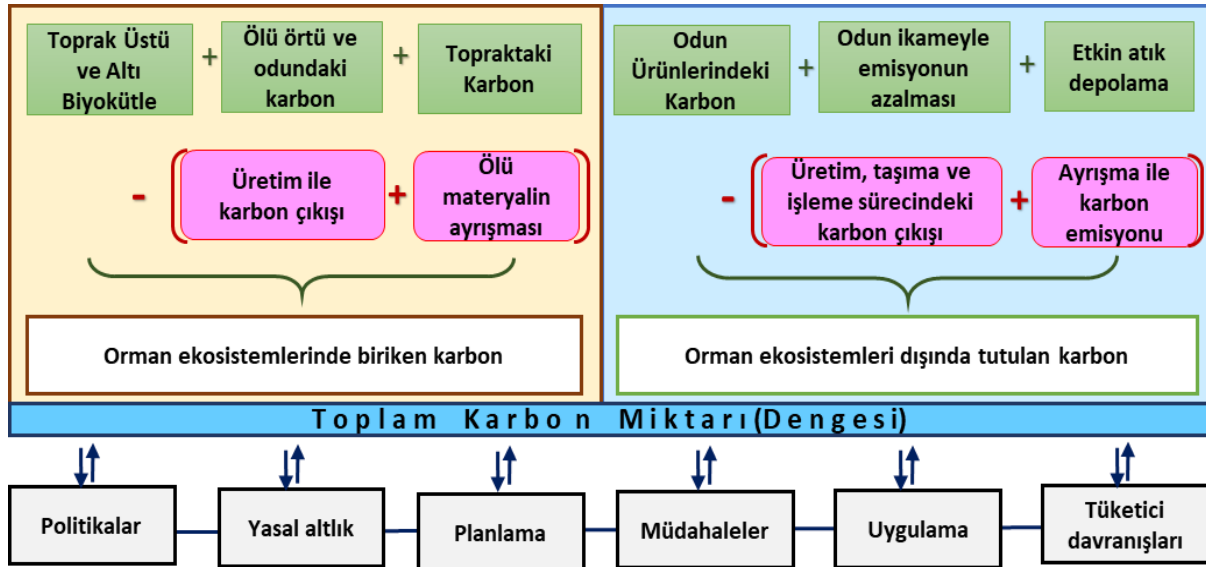 Toprak Üstü
ve Altı
Biyokütle
+
Ölü örtü ve
odundaki
karbon
+
Topraktaki
Karbon
-
Üretim ile
karbon çıkışı
+
Ölü
materyalin
ayrışması
Orman ekosistemlerinde biriken karbon
Odun
Ürünlerindeki
Karbon
+
Odun ikameyle
emisyonun
azalması
+
Etkin atık
depolama
-
Üretim, taşıma ve
işleme sürecindeki
karbon çıkışı
+
Ayrışma ile
karbon
emisyonu
Orman ekosistemleri dışında tutulan karbon
Toplam Karbon Miktarı(Dengesi)
Politikalar
Yasal altlık
Planlama
Müdahaleler
Uygulama
Tüketici
davranışları